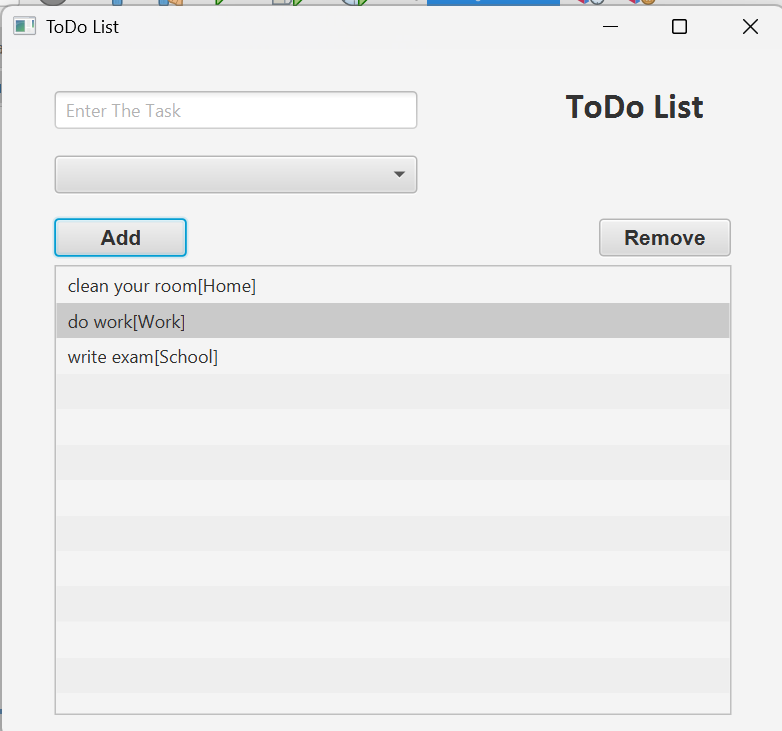 ToDo List
Enter The Task
ToDo List
Add
Remove
clean your room[Home]
do work[Work]
write exam[School]